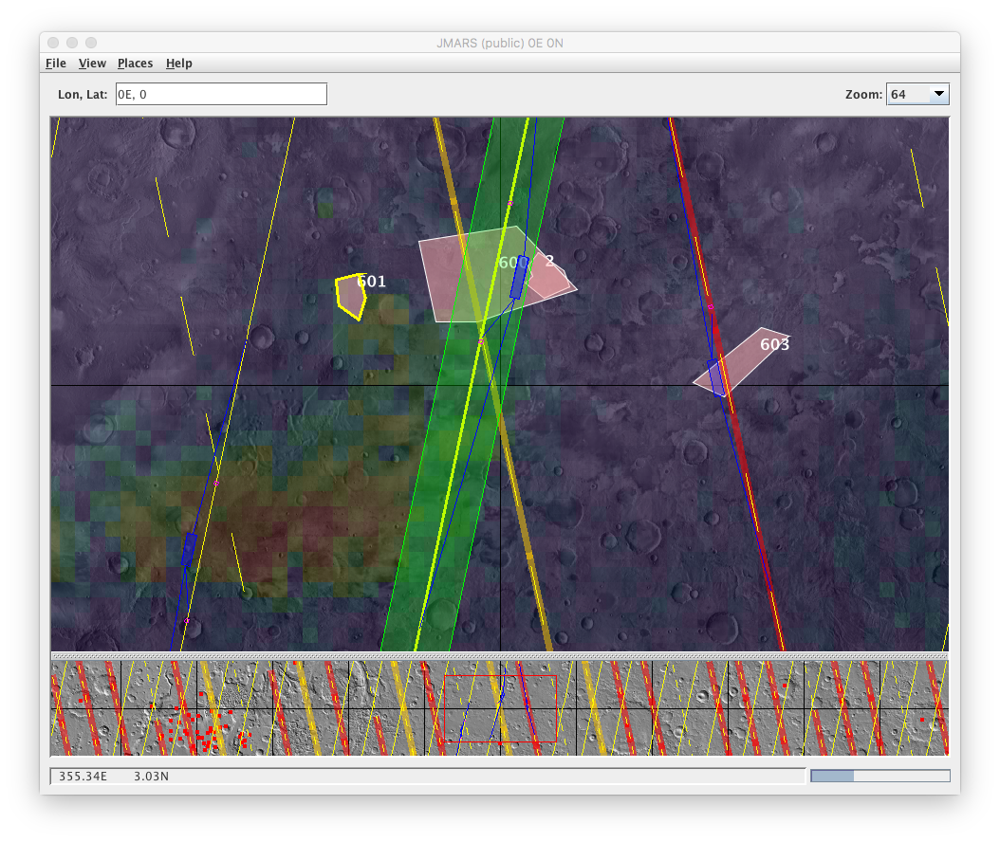 JMARS (public) 0E 0N
File View Places Help
Lon, Lat: 0E, 0 Zoom: 64
600 2
601
603
355.34E 3.03N